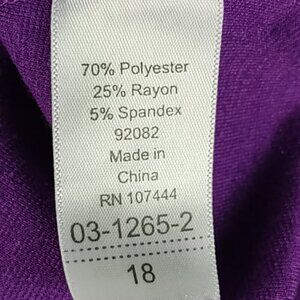 70% Polyester
25% Rayon
5% Spandex
92082
Made in
China
RN 107444
03-1265-2
18